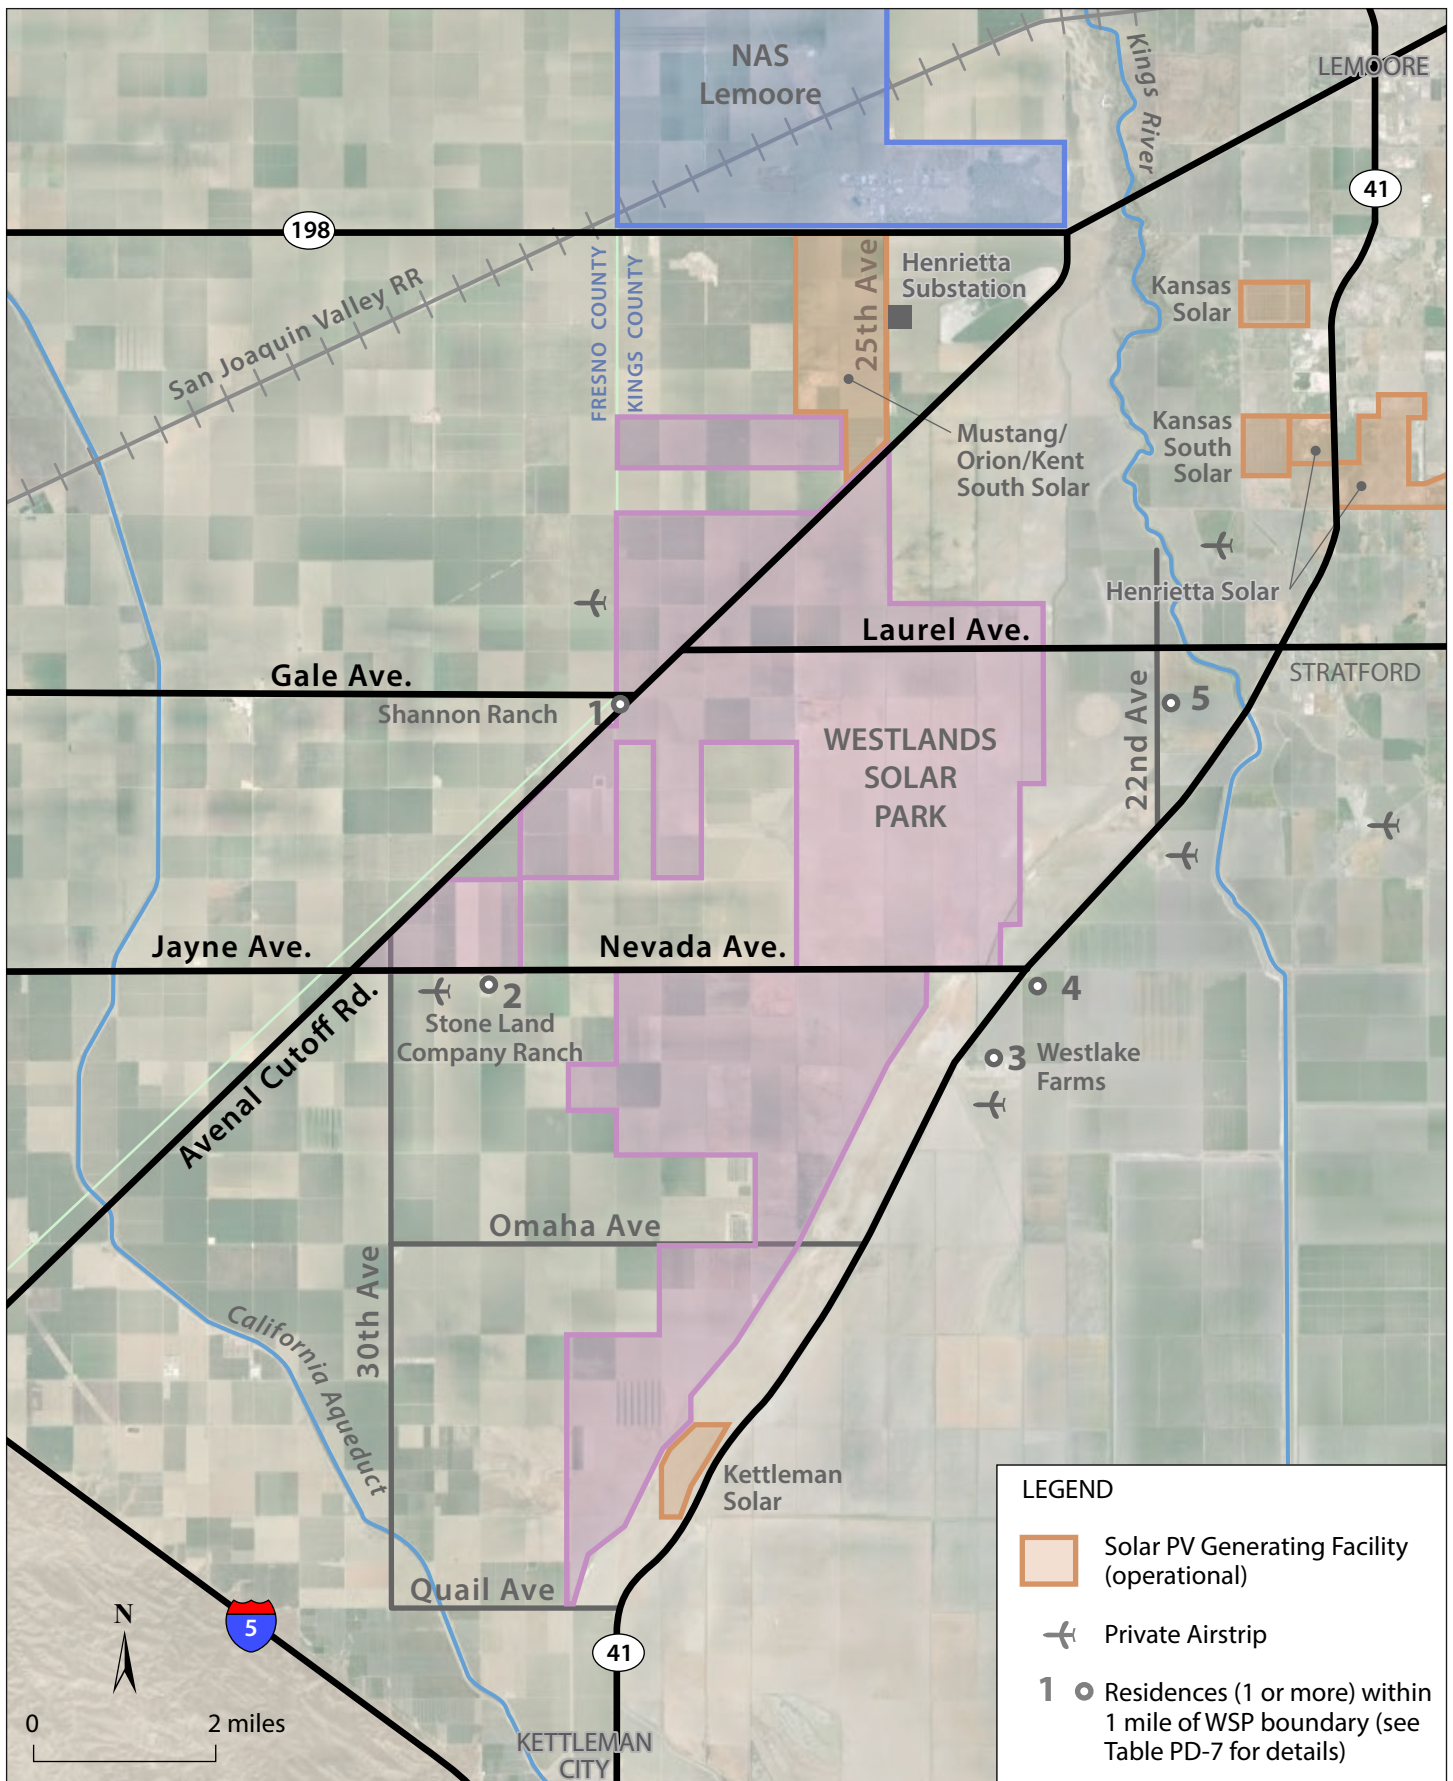 NAS
Lemoore
Kings River
LEMOORE
41
198
San Joaquin Valley RR
FRESNO COUNTY
KINGS COUNTY
25th Ave
Henrietta
Substation
Kansas
Solar
Mustang/
Orion/Kent
South Solar
Kansas
South
Solar
Henrietta Solar
Laurel Ave.
Gale Ave.
Shannon Ranch
1
STRATFORD
22nd Ave
5
WESTLANDS
SOLAR
PARK
Jayne Ave.
Nevada Ave.
2
Stone Land
Company Ranch
4
3
Westlake
Farms
Avenal Cutoff Rd.
Omaha Ave
30th Ave
California Aqueduct
Kettleman
Solar
Quail Ave
5
41
KETTLEMAN
CITY
N
0
2 miles
LEGEND
Solar PV Generating Facility
(operational)
Private Airstrip
1
Residences (1 or more) within
1 mile of WSP boundary (see
Table PD-7 for details)